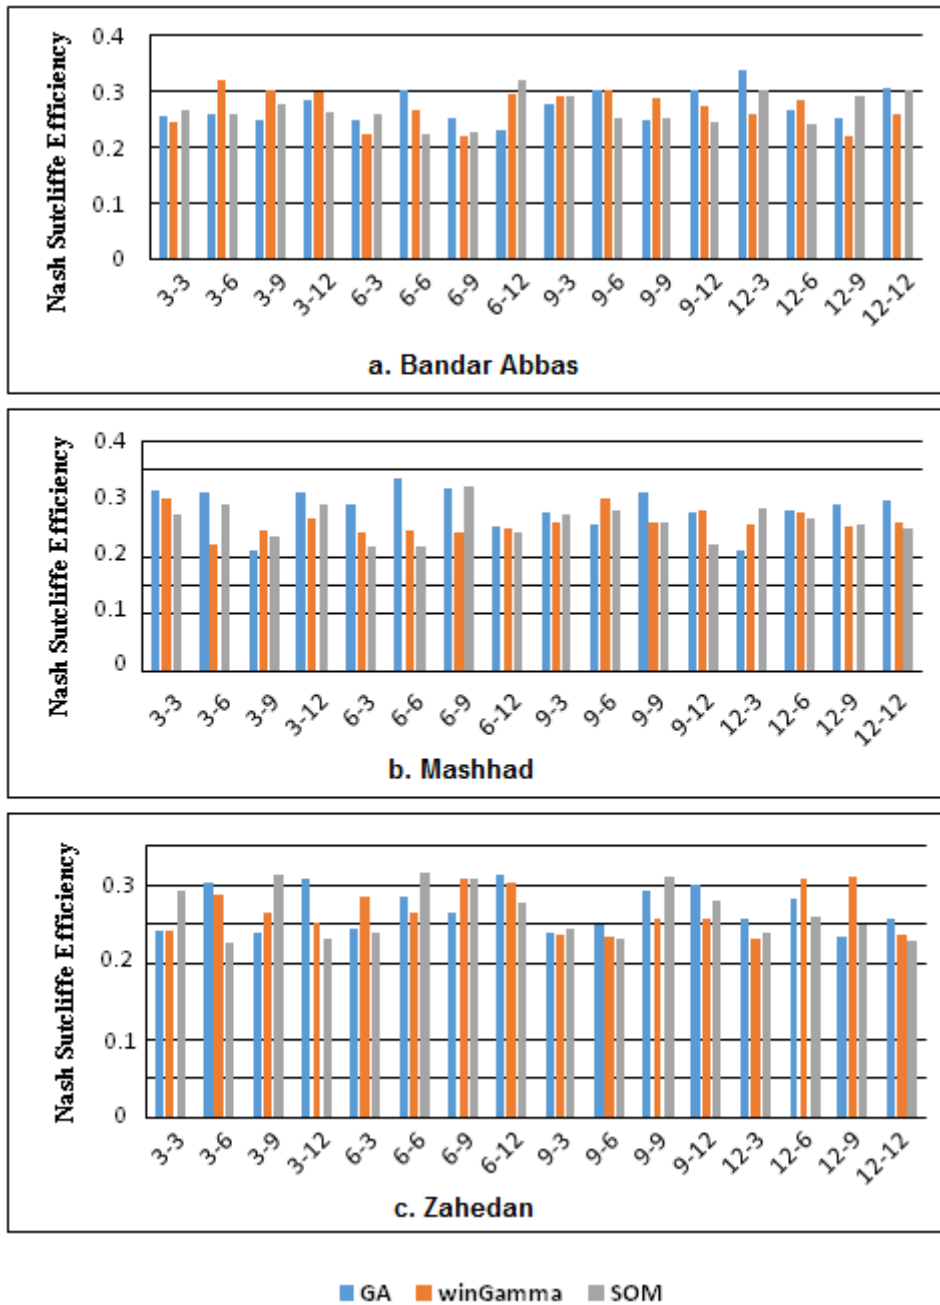 Nash Sutcliffe Efficiency
0.4
0.3
0.2
0.1
0
3-3 3-6 3-9 3-12 6-3 6-6 6-9 6-12 9-3 9-6 9-9 9-12 12-3 12-6 12-9 12-12
a. Bandar Abbas
Nash Sutcliffe Efficiency
0.4
0.3
0.2
0.1
0
3-3 3-6 3-9 3-12 6-3 6-6 6-9 6-12 9-3 9-6 9-9 9-12 12-3 12-6 12-9 12-12
b. Mashhad
Nash Sutcliffe Efficiency
0.3
0.2
0.1
0
3-3 3-6 3-9 3-12 6-3 6-6 6-9 6-12 9-3 9-6 9-9 9-12 12-3 12-6 12-9 12-12
c. Zahedan
GA winGamma SOM